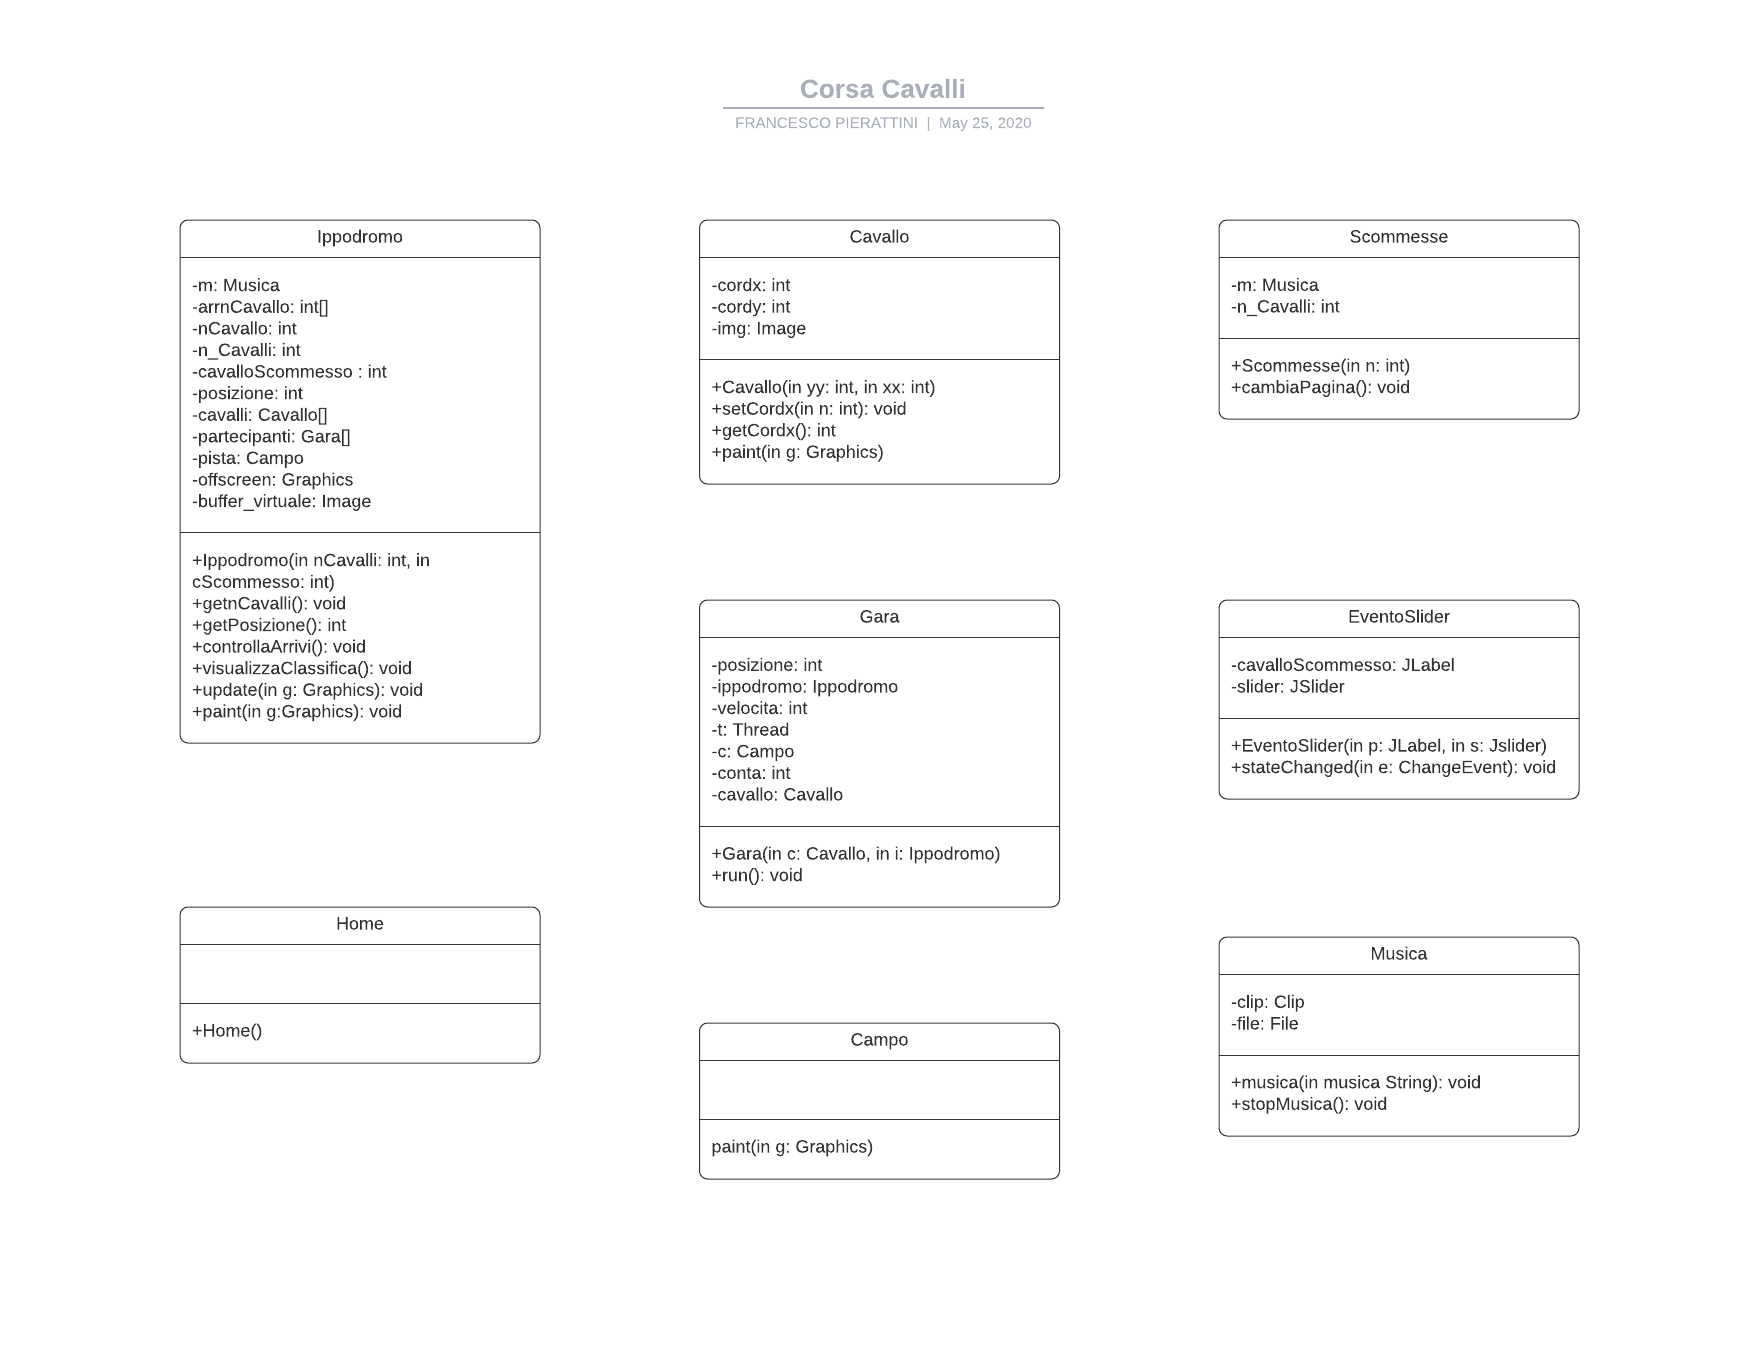 Corsa Cavalli
FRANCESCO PIERATTINI | May 25, 2020
Ippodromo
-m: Musica
-arrnCavallo: int[]
-nCavallo: int
-n_Cavalli: int
-cavalloScommesso : int
-posizione: int
-cavalli: Cavallo[]
-partecipanti: Gara[]
-pista: Campo
-offscreen: Graphics
-buffer_virtuale: Image
+Ippodromo(in nCavalli: int, in
cScommesso: int)
+getnCavalli(): void
+getPosizione(): int
+controllaArrivi(): void
+visualizzaClassifica(): void
+update(in g: Graphics): void
+paint(in g:Graphics): void
Home
+Home()
Cavallo
-cordx: int
-cordy: int
-img: Image
+Cavallo(in yy: int, in xx: int)
+setCordx(in n: int): void
+getCordx(): int
+paint(in g: Graphics)
Gara
-posizione: int
-ippodromo: Ippodromo
-velocita: int
-t: Thread
-c: Campo
-conta: int
-cavallo: Cavallo
+Gara(in c: Cavallo, in i: Ippodromo)
+run(): void
Campo
paint(in g: Graphics)
Scommesse
-m: Musica
-n_Cavalli: int
+Scommesse(in n: int)
+cambiaPagina(): void
EventoSlider
-cavalloScommesso: JLabel
-slider: JSlider
+EventoSlider(in p: JLabel, in s: Jslider)
+stateChanged(in e: ChangeEvent): void
Musica
-clip: Clip
-file: File
+musica(in musica String): void
+stopMusica(): void